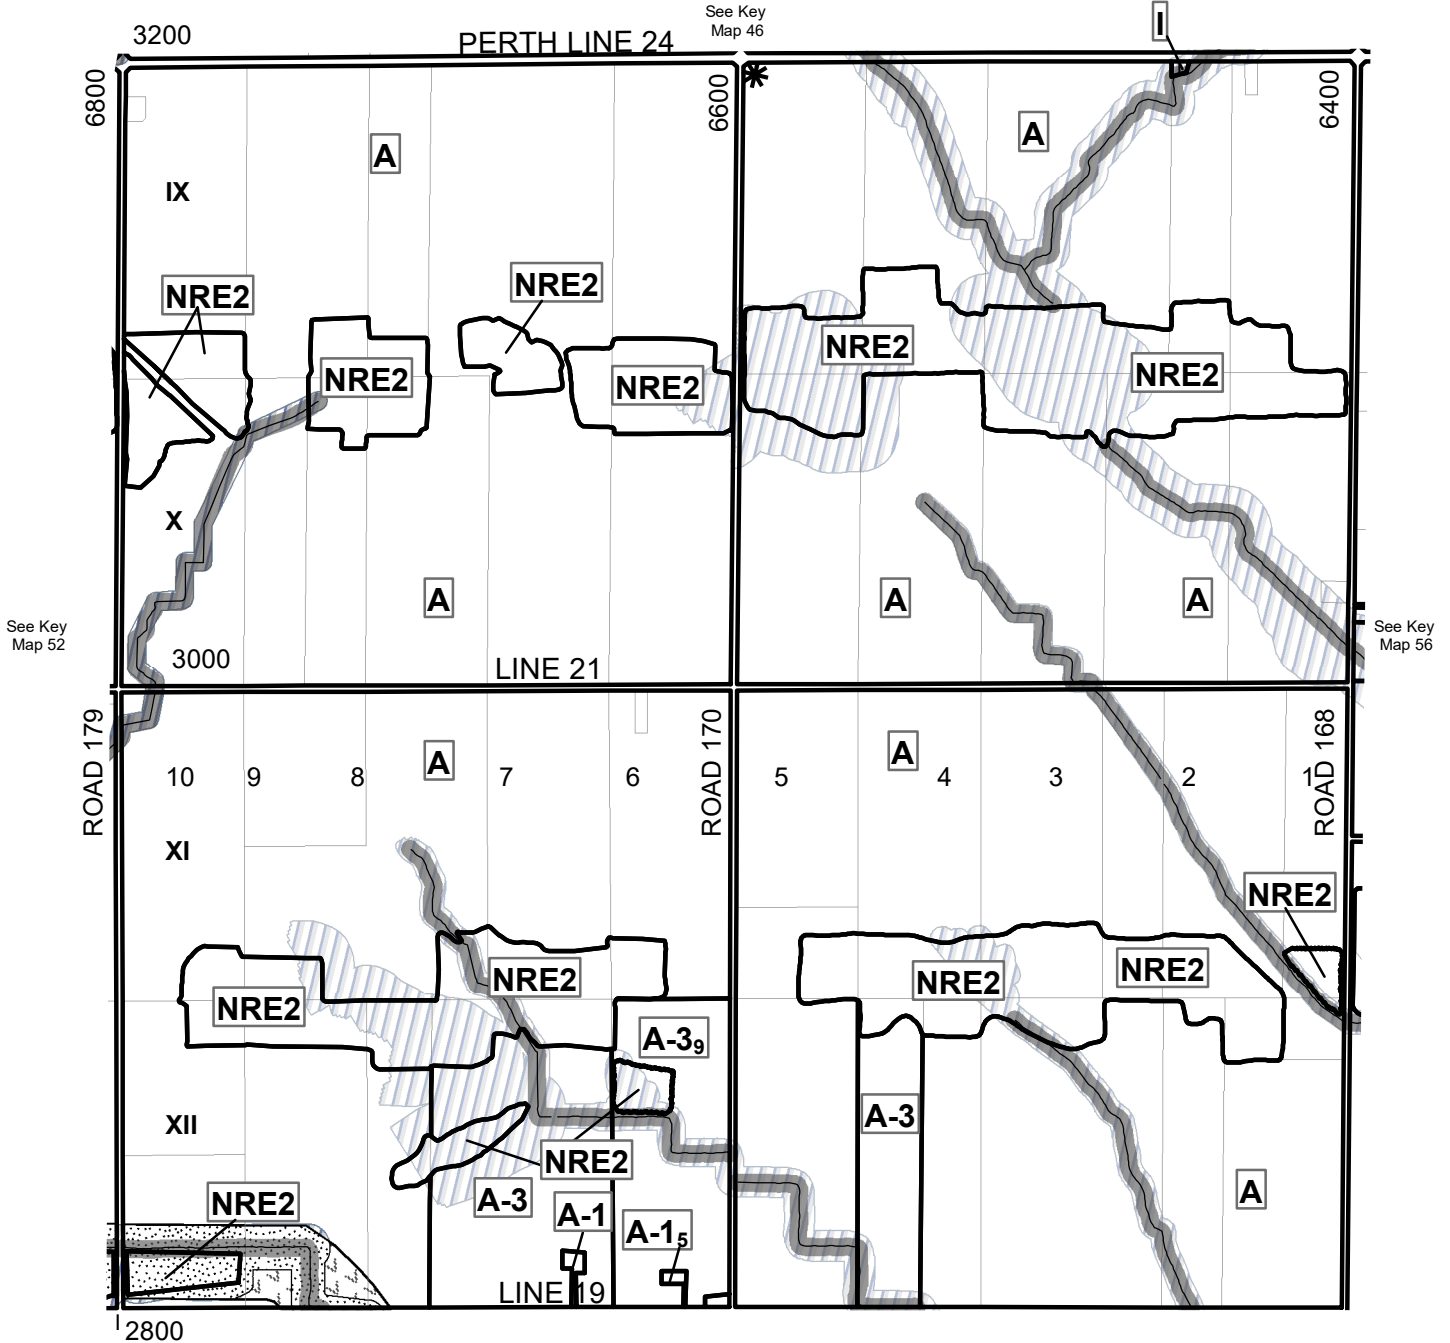 See Key
Map 46
3200
PERTH LINE 24
I
6800
6600
6400
A
A
IX
NRE2
NRE2
NRE2
NRE2
NRE2
NRE2
X
A
A
A
See Key
Map 52
See Key
Map 56
3000
LINE 21
ROAD 179
ROAD 170
ROAD 168
A
A
10
9
8
7
6
5
4
3
2
1
XI
NRE2
NRE2
NRE2
NRE2
NRE2
A-39
A-3
XII
NRE2
NRE2
A-3
A-1
A-15
A
LINE 19
2800